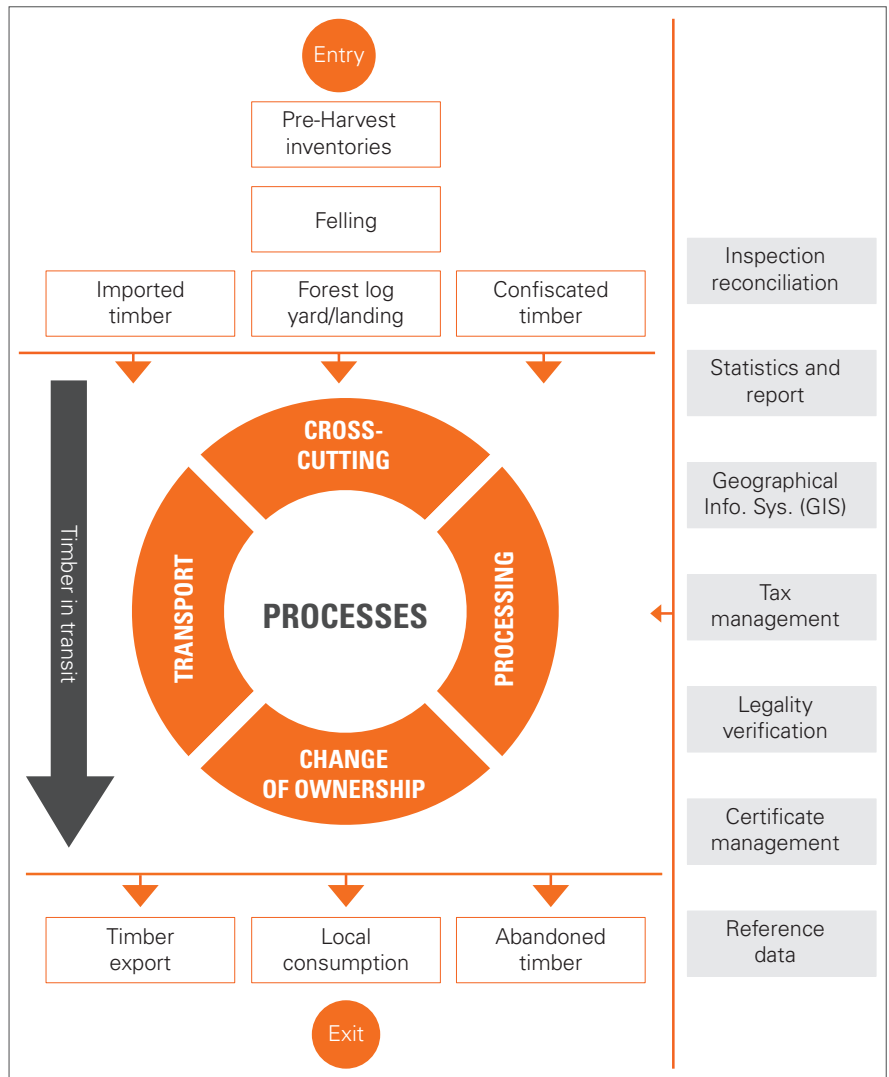 Entry
Pre-Harvest
inventories
Felling
Imported
timber
Forest log
yard/landing
Confiscated
timber
Timber in transit
CROSS-
CUTTING
TRANSPORT
PROCESSES
PROCESSING
CHANGE
OF OWNERSHIP
Timber
export
Local
consumption
Abandoned
timber
Exit
Inspection
reconciliation
Statistics and
report
Geographical
Info. Sys. (GIS)
Tax
management
Legality
verification
Certificate
management
Reference
data